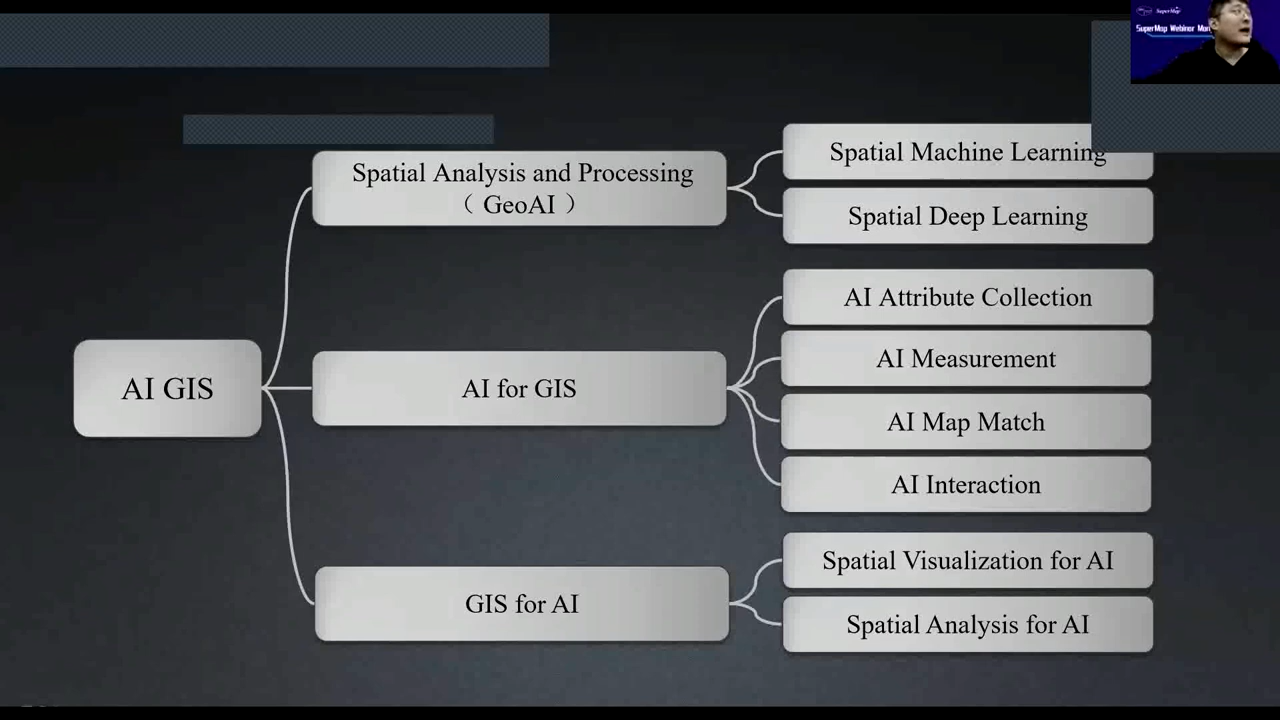 SuperMap
SuperMap Webinar Mon
Spatial Analysis and Processing
（ GeoAI ）
Spatial Machine Learning
Spatial Deep Learning
AI GIS
AI for GIS
AI Attribute Collection
AI Measurement
AI Map Match
AI Interaction
GIS for AI
Spatial Visualization for AI
Spatial Analysis for AI